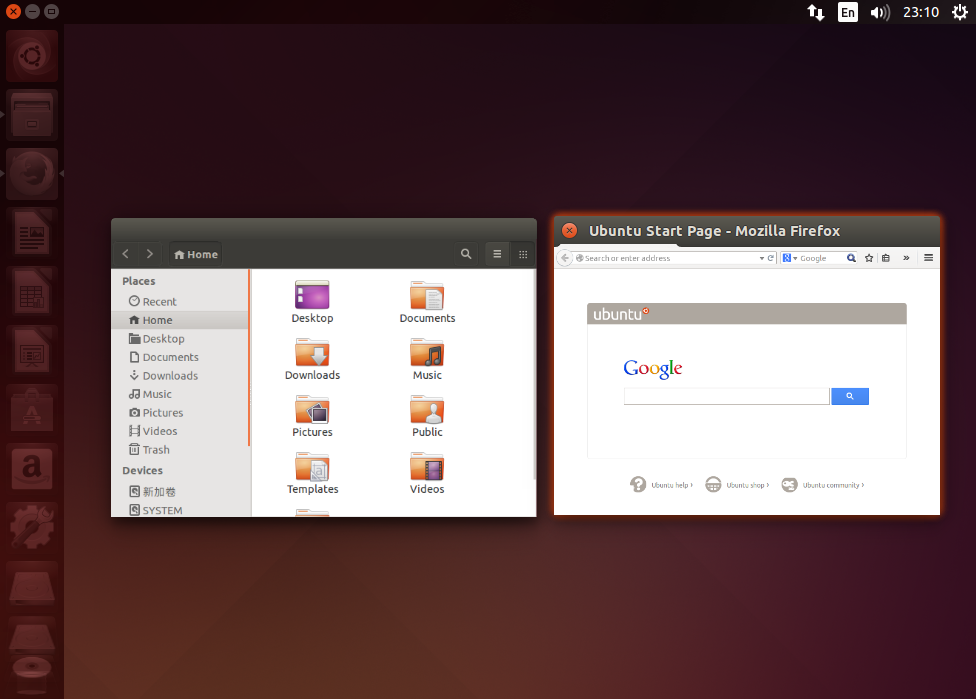 En 23:10
Home
Places
Recent
Home
Desktop
Documents
Downloads
Music
Pictures
Videos
Trash
Devices
新加卷
SYSTEM
Desktop
Documents
Downloads
Music
Pictures
Public
Templates
Videos
Ubuntu Start Page - Mozilla Firefox
Search or enter address
8 Google
ubuntu
Google
Ubuntu help ›
Ubuntu shop ›
Ubuntu community ›
a